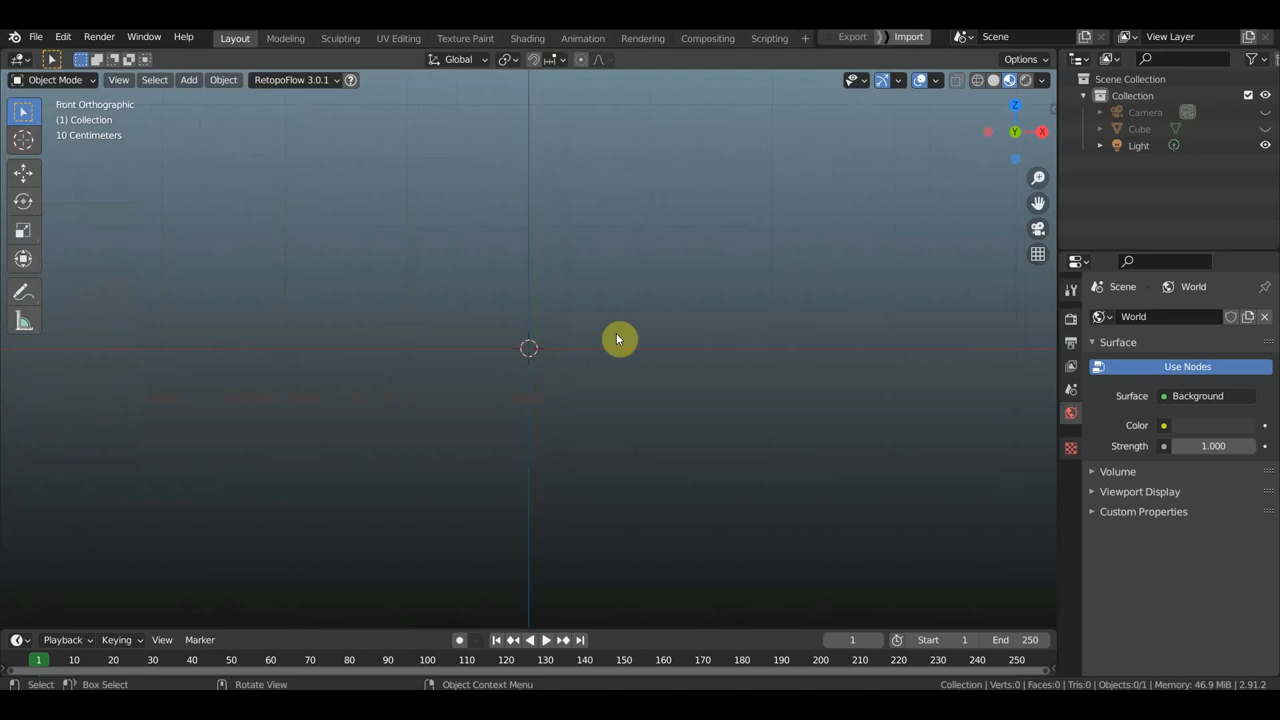 File Edit Render Window Help Layout Modeling Sculpting UV Editing Texture Paint Shading Animation Rendering Compositing Scripting + Export Import Scene View Layer
Global Options
Object Mode View Select Add Object RetopoFlow 3.0.1
Front Orthographic
(1) Collection
10 Centimeters
Z
Y
X
Scene Collection
Collection
Camera
Cube
Light
Scene World
World
Surface
Use Nodes
Surface Background
Color
Strength 1.000
Volume
Viewport Display
Custom Properties
Playback Keying View Marker 1 Start 1 End 250
1 10 20 30 40 50 60 70 80 90 100 110 120 130 140 150 160 170 180 190 200 210 220 230 240 250
Select Box Select Rotate View Object Context Menu Collection | Verts:0 | Faces:0 | Tris:0 | Objects:0/1 | Memory: 46.9 MiB | 2.91.2